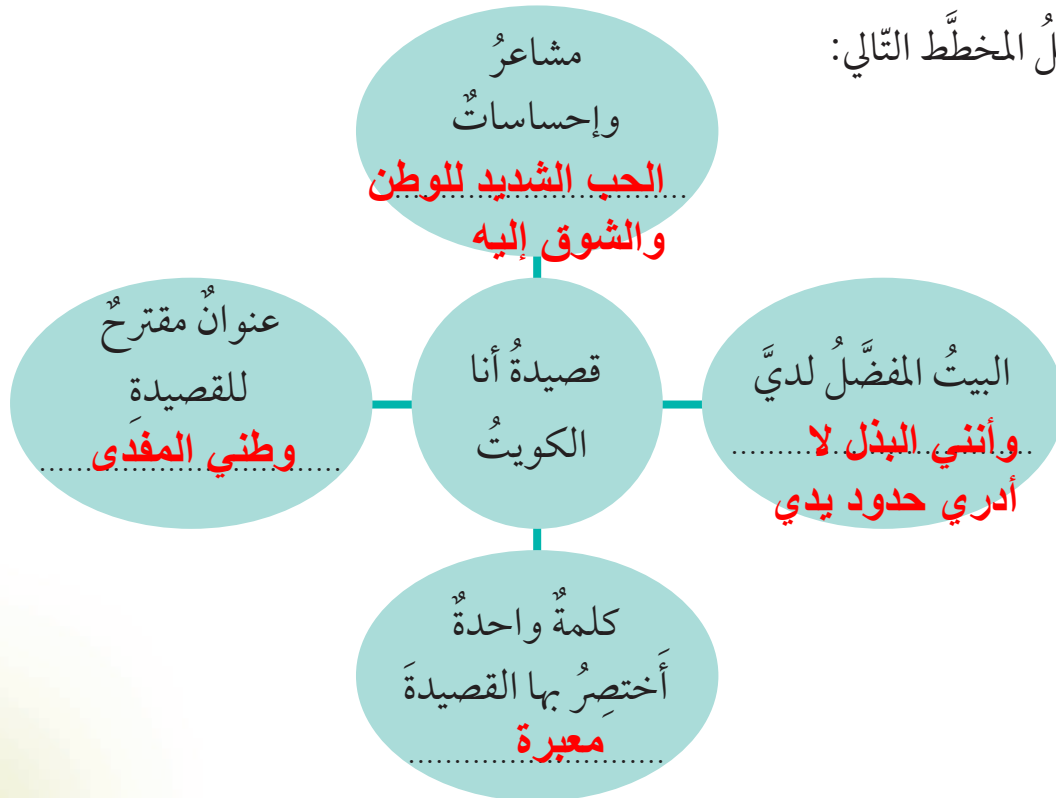 لُ المخطَّط التّالي:
مشاعرُ
وإحساساتٌ
الحب الشديد للوطن
والشوق إليه
البيتُ المفضَّلُ لديَّ
وأنني البذل لا
أدري حدود يدي
قصيدةُ أنا
الكويتُ
عنوانٌ مقترحٌ
للقصيدةِ
وطني المفدى
كلمةٌ واحدةٌ
أَختصِرُ بها القصيدةَ
معبرة